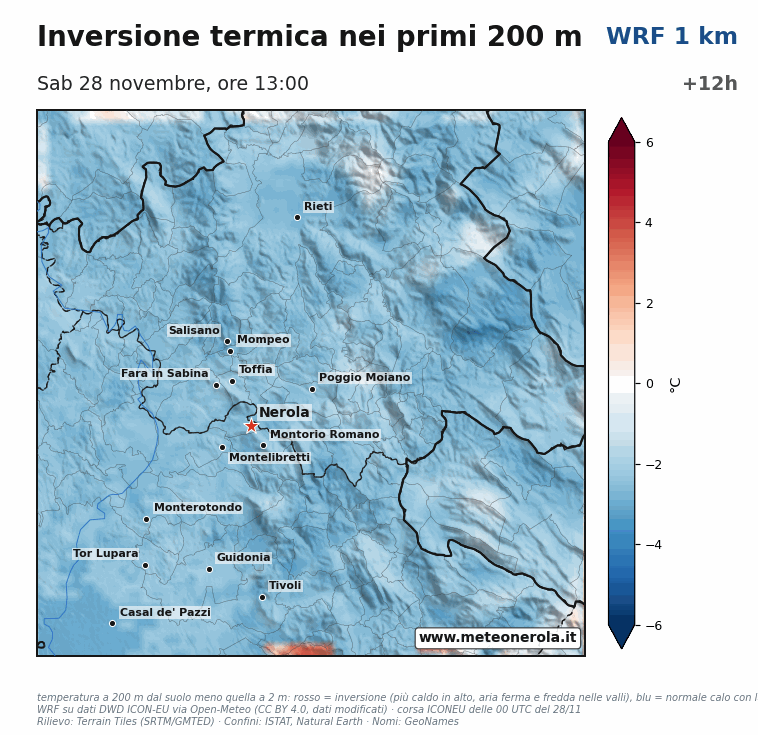 Inversione termica nei primi 200 m
WRF 1 km
Sab 28 novembre, ore 13:00
+12h
6
4
2
0
−2
−4
−6
°C
Rieti
Salisano
Mompeo
Fara in Sabina
Toffia
Poggio Moiano
Nerola
Montorio Romano
Montelibretti
Monterotondo
Tor Lupara
Guidonia
Tivoli
Casal de' Pazzi
www.meteonerola.it
temperatura a 200 m dal suolo meno quella a 2 m: rosso = inversione (più caldo in alto, aria ferma e fredda nelle valli), blu = normale calo con l
WRF su dati DWD ICON-EU via Open-Meteo (CC BY 4.0, dati modificati) · corsa ICONEU delle 00 UTC del 28/11
Rilievo: Terrain Tiles (SRTM/GMTED) · Confini: ISTAT, Natural Earth · Nomi: GeoNames